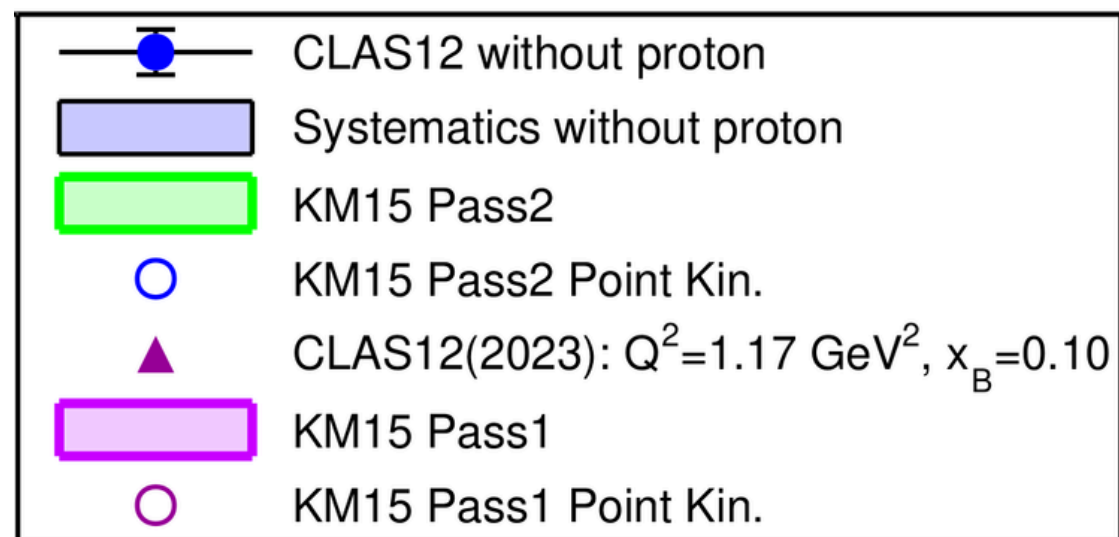 CLAS12 without proton
Systematics without proton
KM15 Pass2
KM15 Pass2 Point Kin.
CLAS12(2023): Q²=1.17 GeV², x_B=0.10
KM15 Pass1
KM15 Pass1 Point Kin.